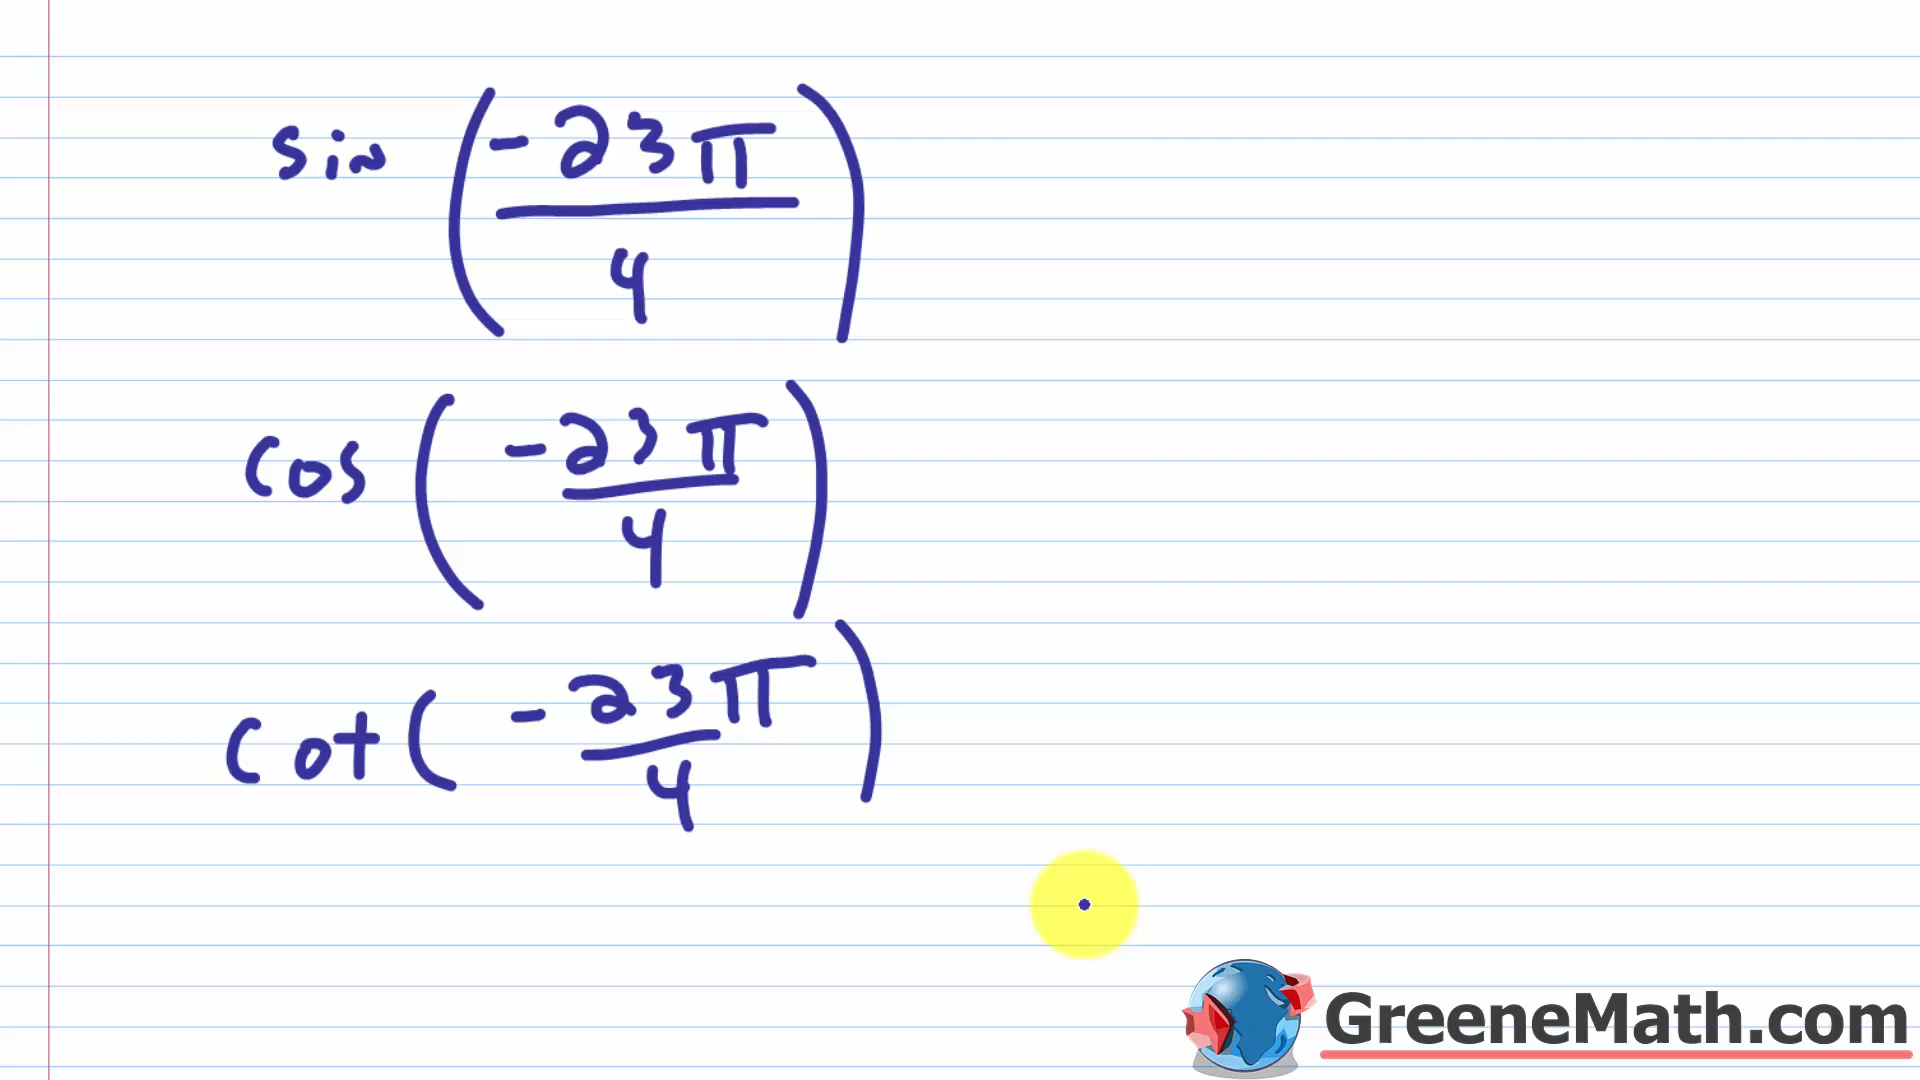 sin (-23π/4)
cos (-23π/4)
cot (-23π/4)
GreeneMath.com